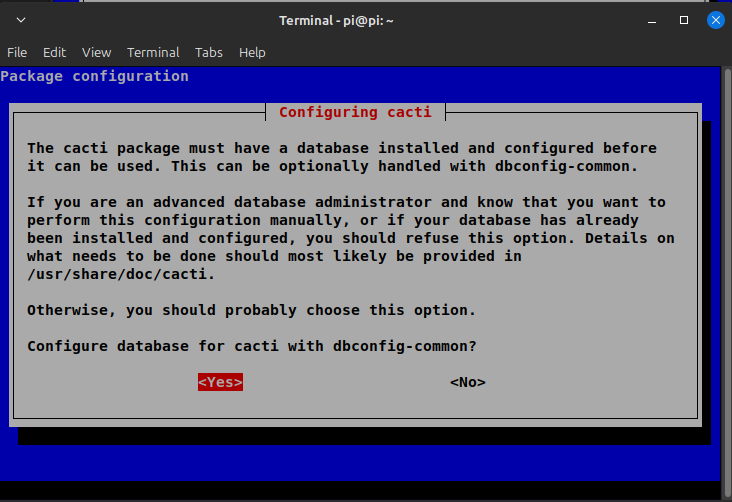 Terminal - pi@pi: ~
File Edit View Terminal Tabs Help
Package configuration
Configuring cacti
The cacti package must have a database installed and configured before
it can be used. This can be optionally handled with dbconfig-common.
If you are an advanced database administrator and know that you want to
perform this configuration manually, or if your database has already
been installed and configured, you should refuse this option. Details on
what needs to be done should most likely be provided in
/usr/share/doc/cacti.
Otherwise, you should probably choose this option.
Configure database for cacti with dbconfig-common?
<Yes> <No>